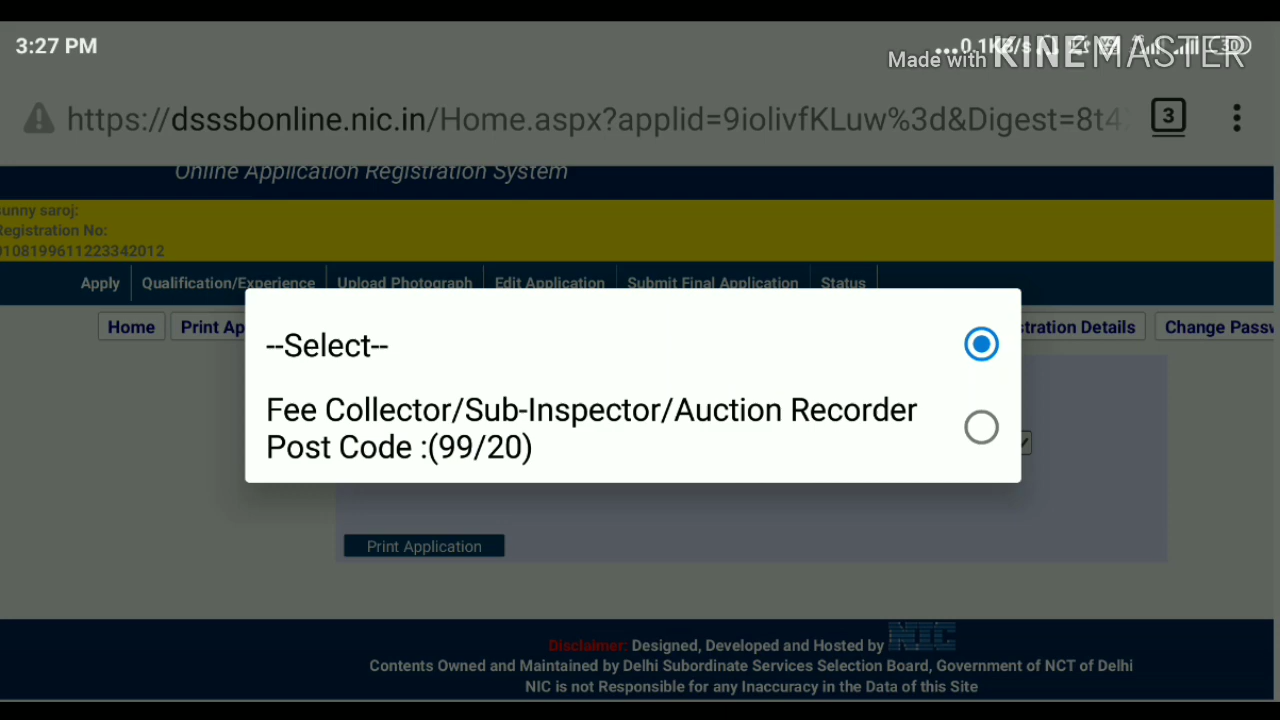 3:27 PM
...0.1KB/s
Made with KINEMASTER
https://dsssbonline.nic.in/Home.aspx?applid=9iolivfKLuw%3d&Digest=8t4
3
Online Application Registration System
sunny saroj:
Registration No:
0108199611223342012
Apply Qualification/Experience Upload Photograph Edit Application Submit Final Application Status
Home Print Ap stration Details Change Passw
--Select--
Fee Collector/Sub-Inspector/Auction Recorder
Post Code :(99/20)
Print Application
Disclaimer: Designed, Developed and Hosted by NIC
Contents Owned and Maintained by Delhi Subordinate Services Selection Board, Government of NCT of Delhi
NIC is not Responsible for any Inaccuracy in the Data of this Site